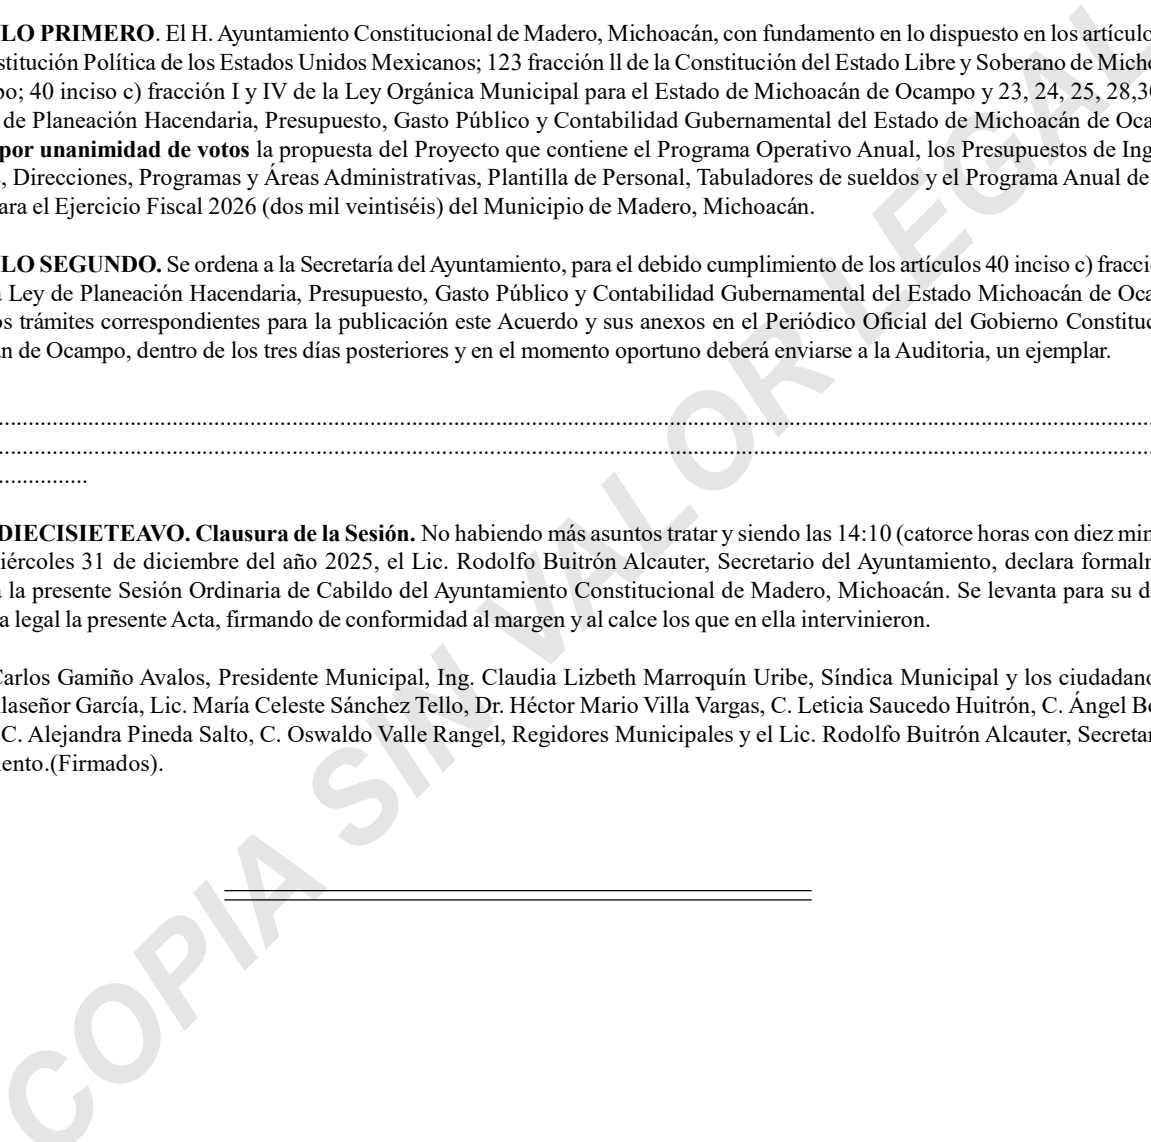 LO PRIMERO. El H. Ayuntamiento Constitucional de Madero, Michoacán, con fundamento en lo dispuesto en los artículo
stitución Política de los Estados Unidos Mexicanos; 123 fracción ll de la Constitución del Estado Libre y Soberano de Mich
po; 40 inciso c) fracción I y IV de la Ley Orgánica Municipal para el Estado de Michoacán de Ocampo y 23, 24, 25, 28,3
de Planeación Hacendaria, Presupuesto, Gasto Público y Contabilidad Gubernamental del Estado de Michoacán de Oca
por unanimidad de votos la propuesta del Proyecto que contiene el Programa Operativo Anual, los Presupuestos de Ing
, Direcciones, Programas y Áreas Administrativas, Plantilla de Personal, Tabuladores de sueldos y el Programa Anual de
ara el Ejercicio Fiscal 2026 (dos mil veintiséis) del Municipio de Madero, Michoacán.
LO SEGUNDO. Se ordena a la Secretaría del Ayuntamiento, para el debido cumplimiento de los artículos 40 inciso c) fracci
a Ley de Planeación Hacendaria, Presupuesto, Gasto Público y Contabilidad Gubernamental del Estado Michoacán de Oca
os trámites correspondientes para la publicación este Acuerdo y sus anexos en el Periódico Oficial del Gobierno Constituc
n de Ocampo, dentro de los tres días posteriores y en el momento oportuno deberá enviarse a la Auditoria, un ejemplar.
DIECISIETEAVO. Clausura de la Sesión. No habiendo más asuntos tratar y siendo las 14:10 (catorce horas con diez min
iércoles 31 de diciembre del año 2025, el Lic. Rodolfo Buitrón Alcauter, Secretario del Ayuntamiento, declara formaln
a la presente Sesión Ordinaria de Cabildo del Ayuntamiento Constitucional de Madero, Michoacán. Se levanta para su d
a legal la presente Acta, firmando de conformidad al margen y al calce los que en ella intervinieron.
Carlos Gamiño Avalos, Presidente Municipal, Ing. Claudia Lizbeth Marroquín Uribe, Síndica Municipal y los ciudadano
laseñor García, Lic. María Celeste Sánchez Tello, Dr. Héctor Mario Villa Vargas, C. Leticia Saucedo Huitrón, C. Ángel B
C. Alejandra Pineda Salto, C. Oswaldo Valle Rangel, Regidores Municipales y el Lic. Rodolfo Buitrón Alcauter, Secretar
ento.(Firmados).
COPIA SIN VALOR LEGAL